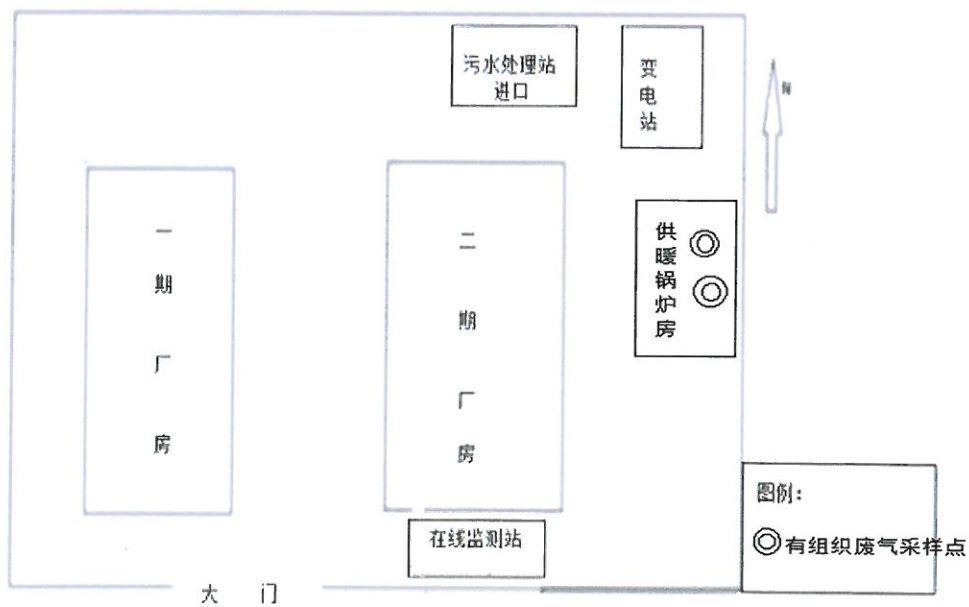 污水处理站
进口
变电站
N
一期厂房
二期厂房
供暖锅炉房
在线监测站
大 门
图例：
有组织废气采样点